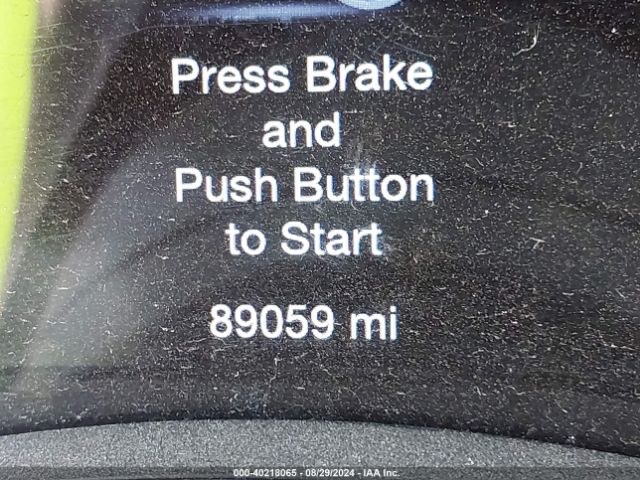 Press Brake
and
Push Button
to Start
89059 mi
000-40218065 - 08/29/2024 - IAA Inc.